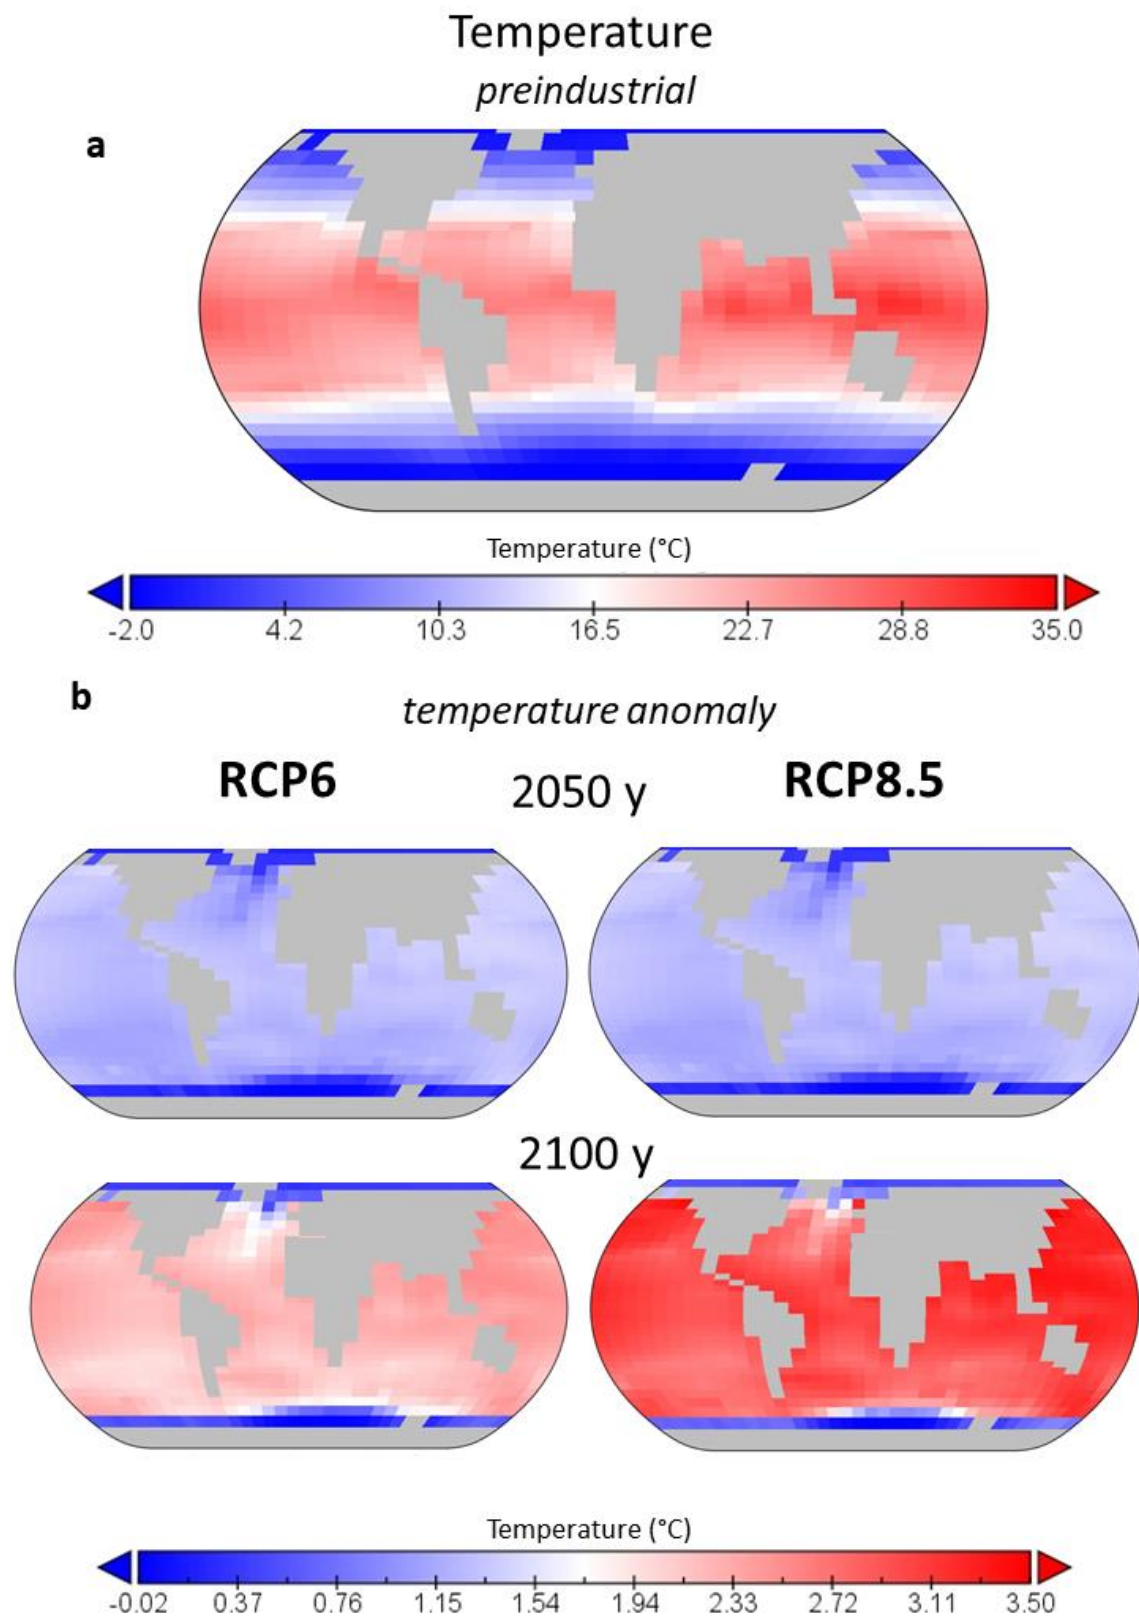 Temperature
preindustrial
a
Temperature (°C)
-2.0 4.2 10.3 16.5 22.7 28.8 35.0
b
temperature anomaly
RCP6 RCP8.5
2050 y
2100 y
Temperature (°C)
-0.02 0.37 0.76 1.15 1.54 1.94 2.33 2.72 3.11 3.50